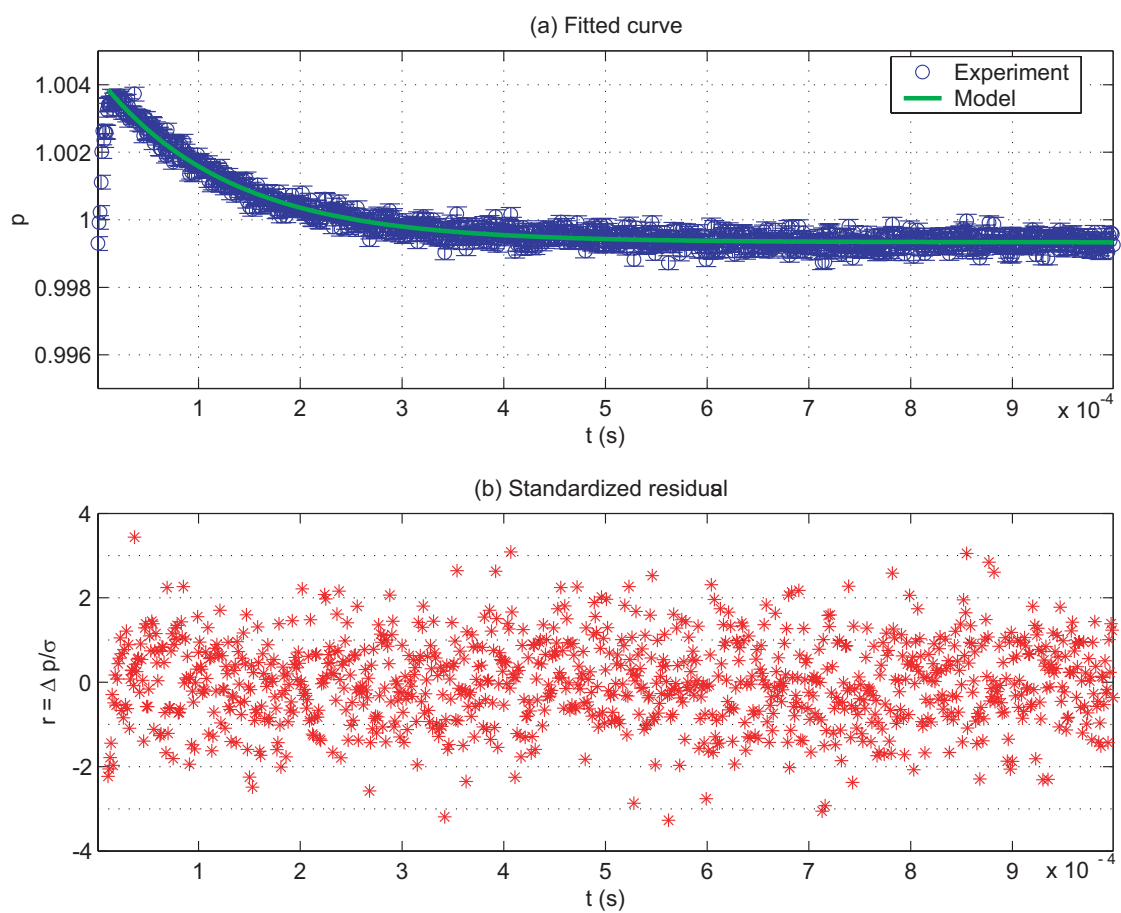 (a) Fitted curve
1.004
1.002
1
0.998
0.996
p
Experiment
Model
1 2 3 4 5 6 7 8 9 x 10⁻⁴
t (s)
(b) Standardized residual
4
2
0
-2
-4
r = Δ p/σ
1 2 3 4 5 6 7 8 9 x 10⁻⁴
t (s)